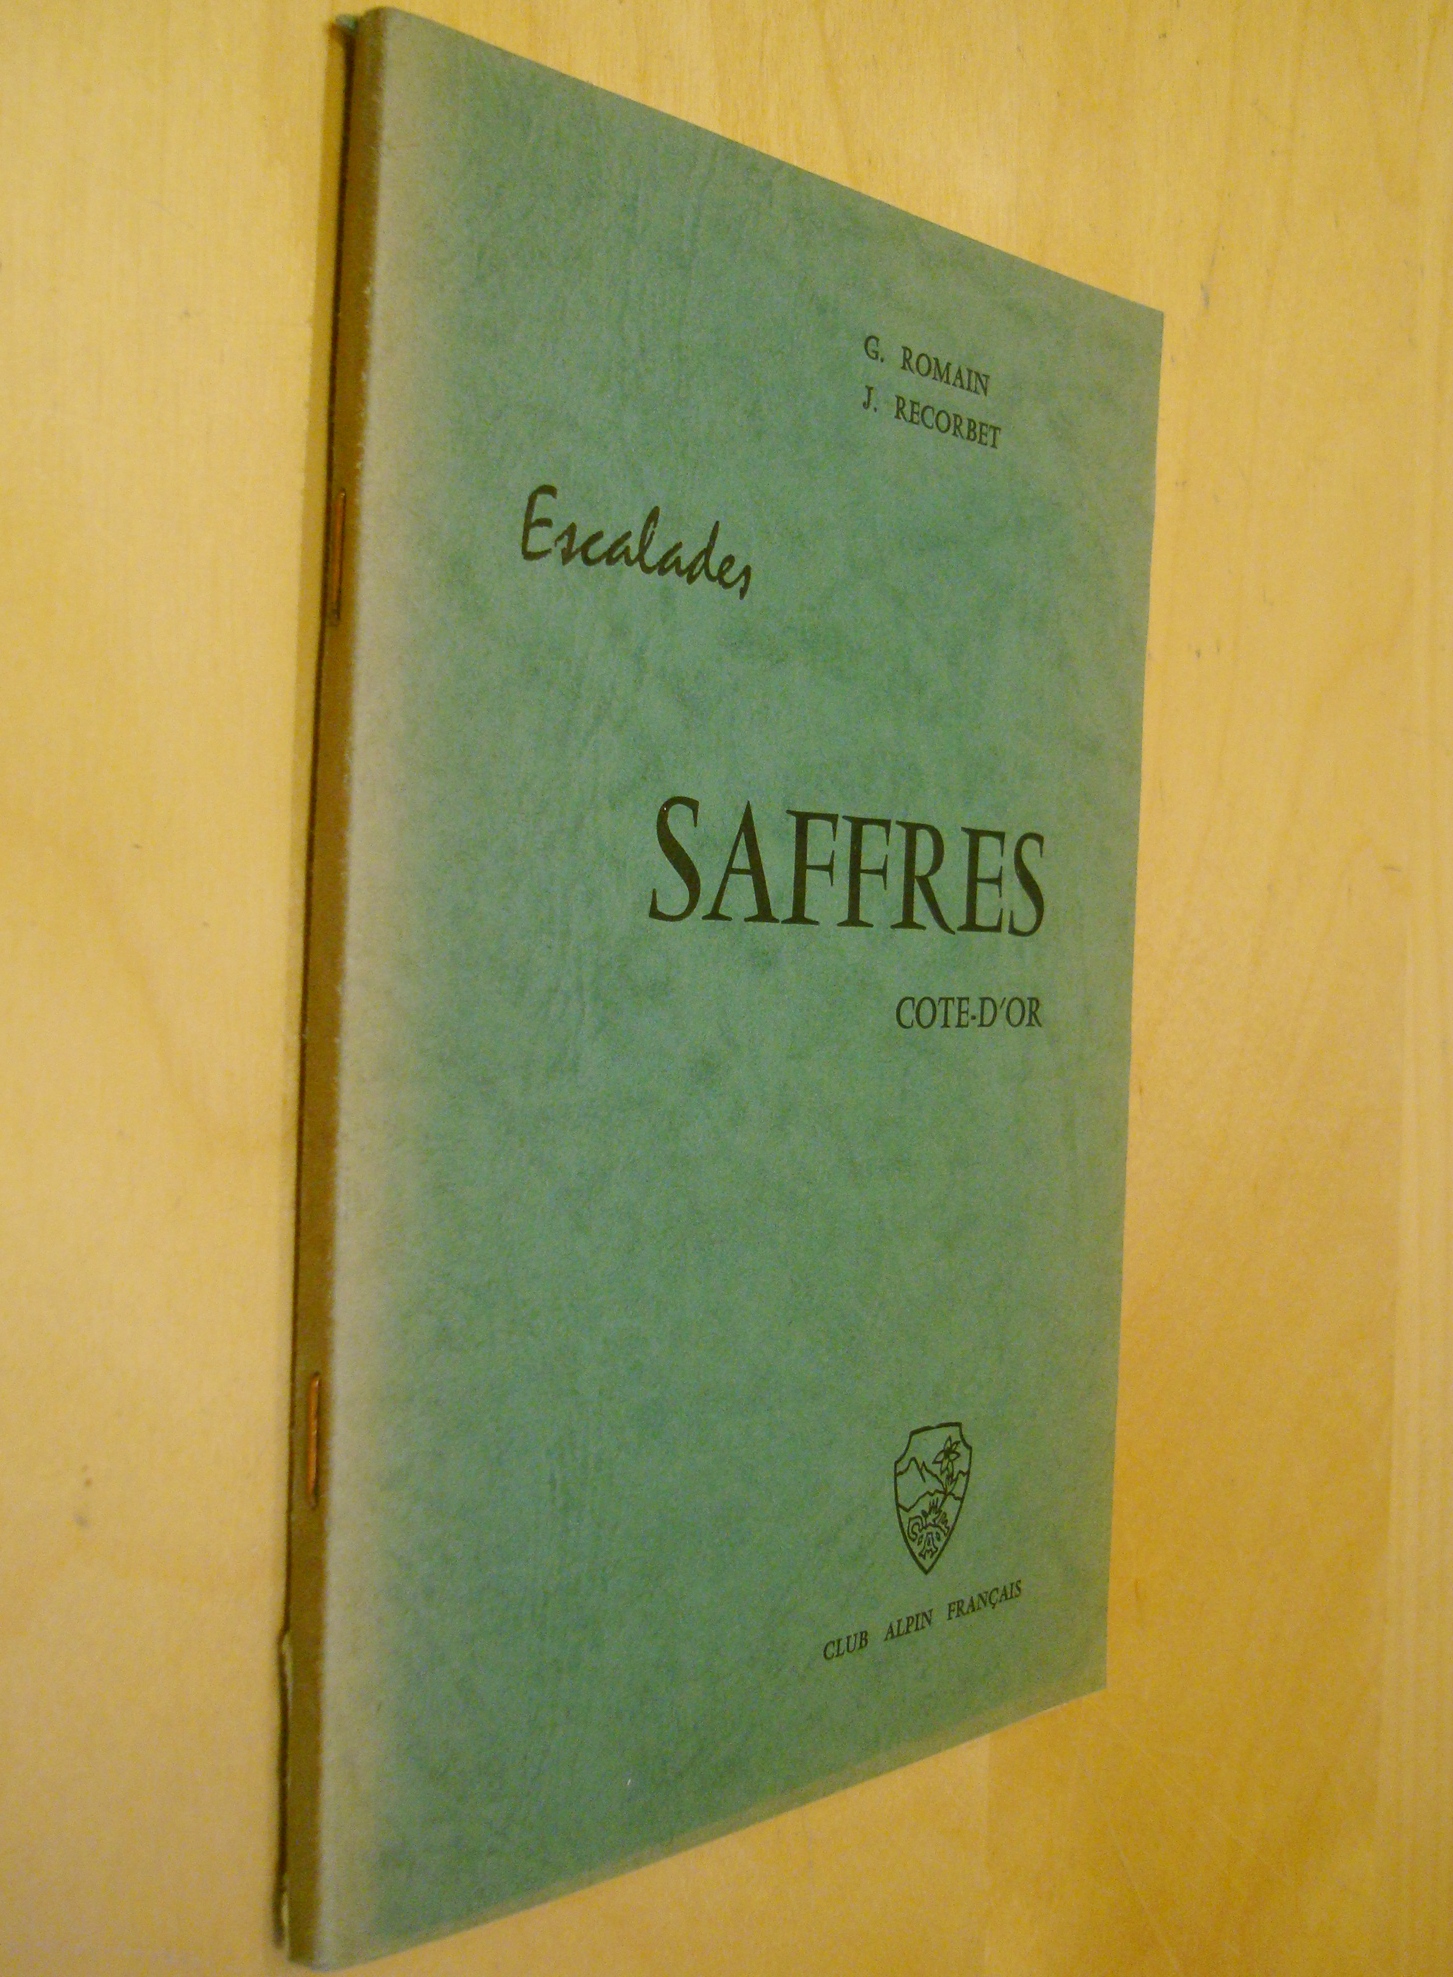 G. ROMAIN
J. RECORBET
Escalades
SAFFRES
COTE-D'OR
CLUB ALPIN FRANÇAIS